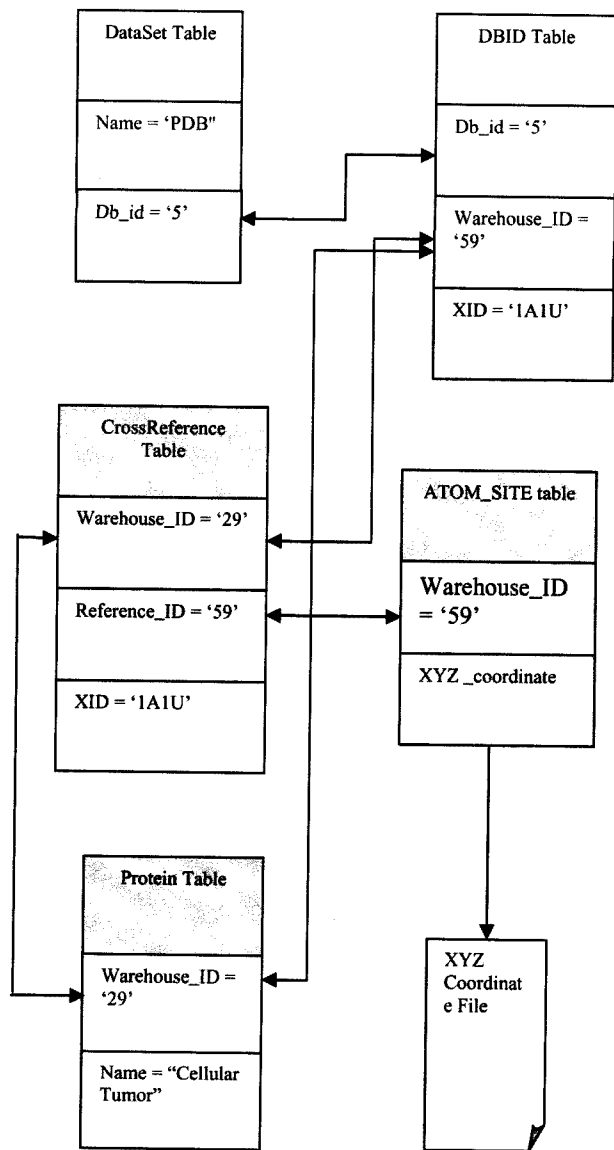 DataSet Table
Name = ‘PDB"
Db_id = ‘5’
DBID Table
Db_id = ‘5’
Warehouse_ID =
‘59’
XID = ‘1A1U’
CrossReference
Table
Warehouse_ID = ‘29’
Reference_ID = ‘59’
XID = ‘1A1U’
ATOM_SITE table
Warehouse_ID
= ‘59’
XYZ _coordinate
Protein Table
Warehouse_ID =
‘29’
Name = “Cellular
Tumor”
XYZ
Coordinat
e File